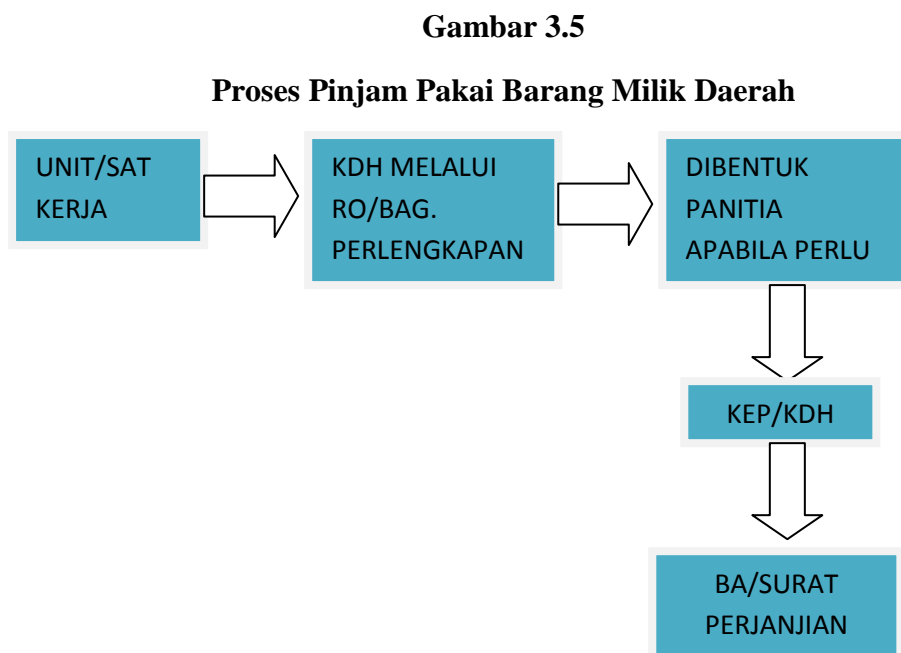 Gambar 3.5
Proses Pinjam Pakai Barang Milik Daerah
UNIT/SAT
KERJA
KDH MELALUI
RO/BAG.
PERLENGKAPAN
DIBENTUK
PANITIA
APABILA PERLU
KEP/KDH
BA/SURAT
PERJANJIAN